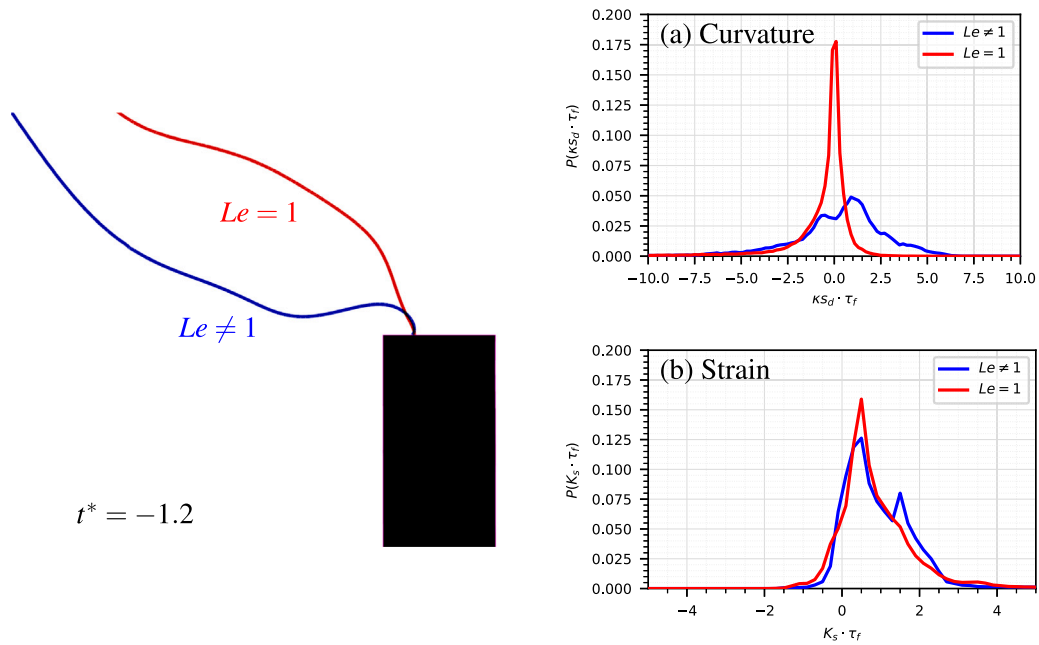 Le = 1
Le ≠ 1
t* = −1.2
(a) Curvature
Le ≠ 1
Le = 1
P(κs_d · τ_f)
0.200
0.175
0.150
0.125
0.100
0.075
0.050
0.025
0.000
−10.0 −7.5 −5.0 −2.5 0.0 2.5 5.0 7.5 10.0
κs_d · τ_f
(b) Strain
Le ≠ 1
Le = 1
P(K_s · τ_f)
0.200
0.175
0.150
0.125
0.100
0.075
0.050
0.025
0.000
−4 −2 0 2 4
K_s · τ_f